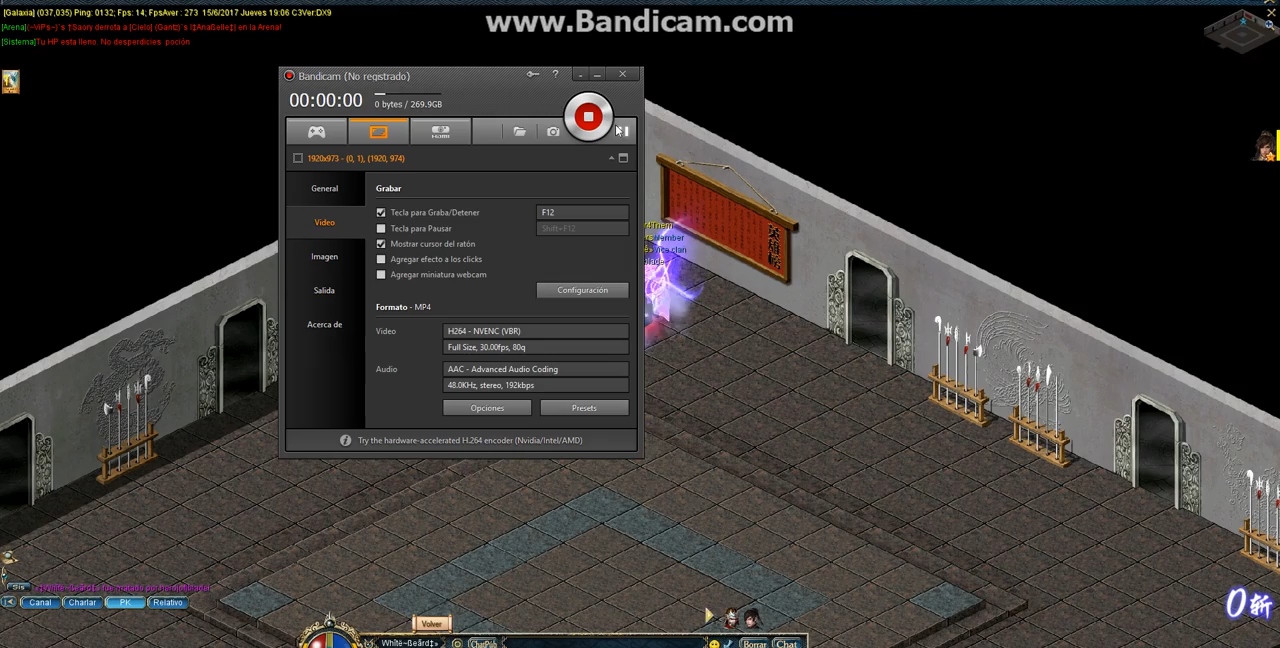 www.Bandicam.com
[Galaxia] (037,035) Ping: 0132; Fps: 14; FpsAver : 273 15/6/2017 Jueves 19:06 C3Ver:DX9
[Sistema]Tu HP esta lleno. No desperdicies .poción
Bandicam (No registrado)
?
00:00:00
0 bytes / 269.9GB
HDMI
1920x973 - (0, 1), (1920, 974)
General
Video
Imagen
Salida
Acerca de
Grabar
Tecla para Graba/Detener
F12
Tecla para Pausar
Shift+F12
Mostrar cursor del ratón
Agregar efecto a los clicks
Agregar miniatura webcam
Configuración
Formato - MP4
Video
H264 - NVENC (VBR)
Full Size, 30.00fps, 80q
Audio
AAC - Advanced Audio Coding
48.0KHz, stereo, 192kbps
Opciones
Presets
Try the hardware-accelerated H.264 encoder (Nvidia/Intel/AMD)
Sis
Canal
Charlar
PK
Relativo
Volver
ChatPub
Borrar
Chat
0斩